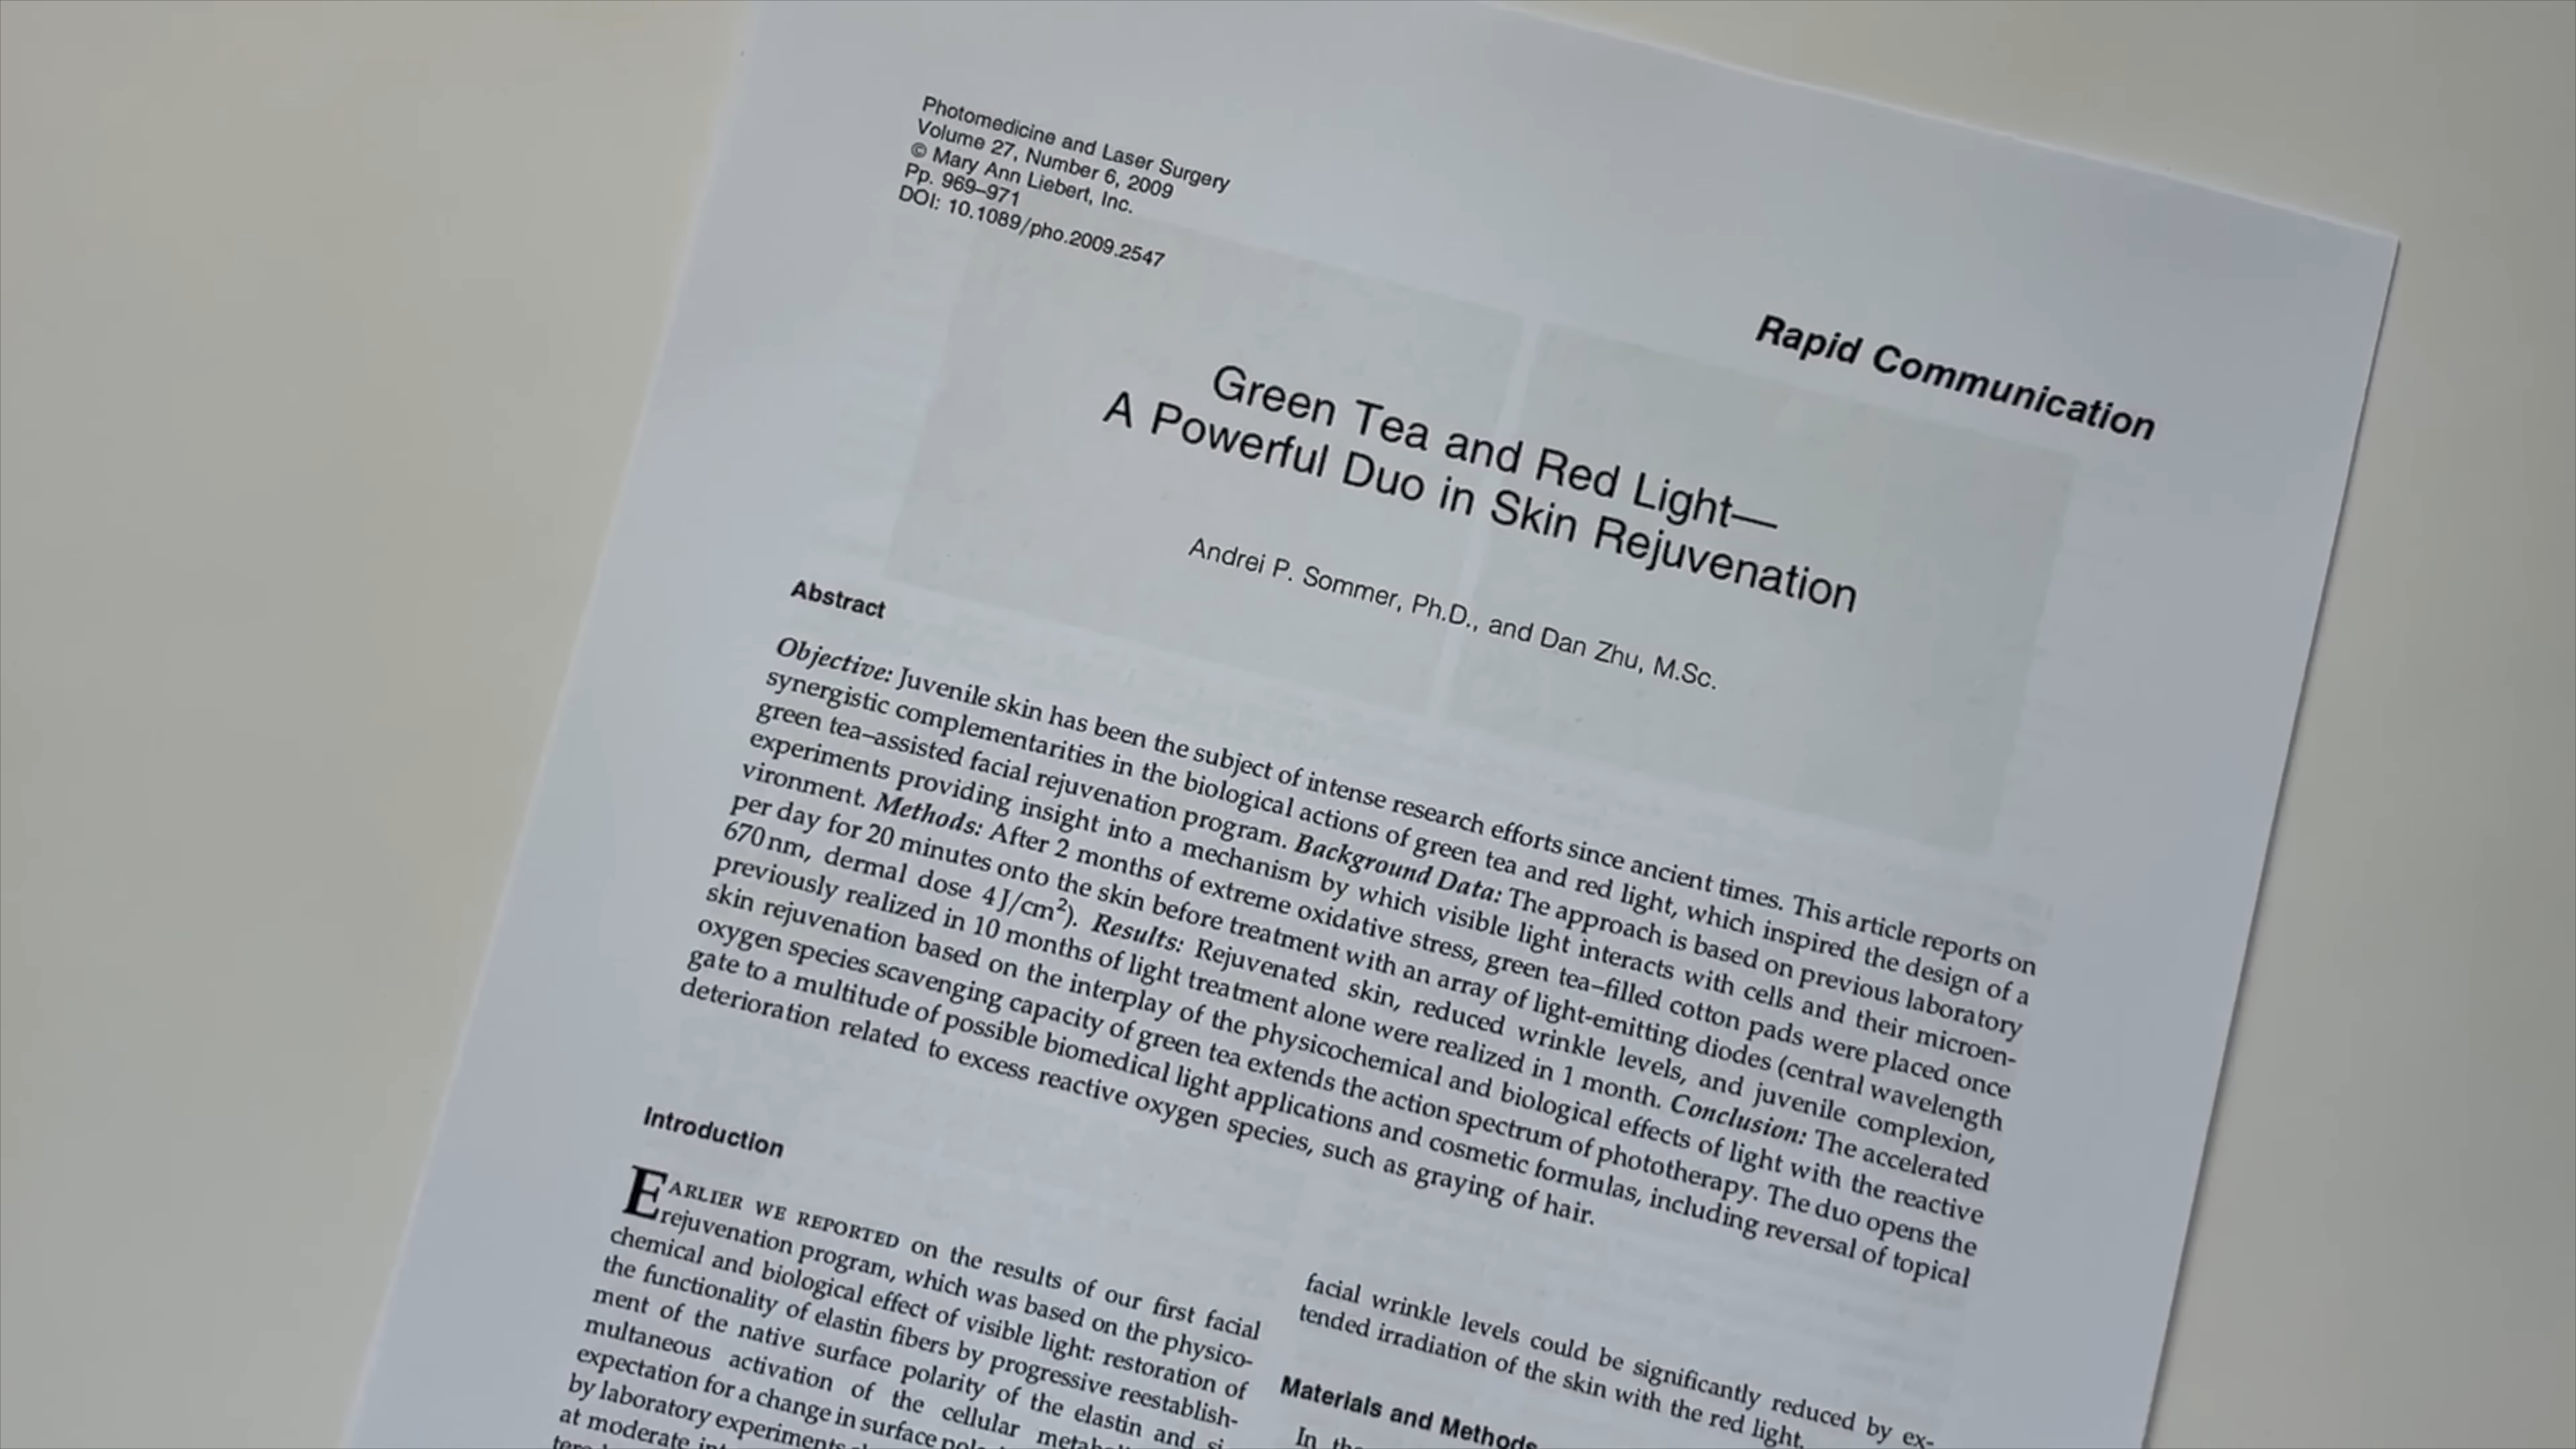 Photomedicine and Laser Surgery
Volume 27, Number 6, 2009
© Mary Ann Liebert, Inc.
Pp. 969–971
DOI: 10.1089/pho.2009.2547
Rapid Communication
Green Tea and Red Light—
A Powerful Duo in Skin Rejuvenation
Andrei P. Sommer, Ph.D., and Dan Zhu, M.Sc.
Abstract
Objective: Juvenile skin has been the subject of intense research efforts since ancient times. This article reports on
synergistic complementarities in the biological actions of green tea and red light, which inspired the design of a
green tea–assisted facial rejuvenation program. Background Data: The approach is based on previous laboratory
experiments providing insight into a mechanism by which visible light interacts with cells and their microen-
vironment. Methods: After 2 months of extreme oxidative stress, green tea–filled cotton pads were placed once
per day for 20 minutes onto the skin before treatment with an array of light-emitting diodes (central wavelength
670 nm, dermal dose 4 J/cm²). Results: Rejuvenated skin, reduced wrinkle levels, and juvenile complexion,
previously realized in 10 months of light treatment alone were realized in 1 month. Conclusion: The accelerated
skin rejuvenation based on the interplay of the physicochemical and biological effects of light with the reactive
oxygen species scavenging capacity of green tea extends the action spectrum of phototherapy. The duo opens the
gate to a multitude of possible biomedical light applications and cosmetic formulas, including reversal of topical
deterioration related to excess reactive oxygen species, such as graying of hair.
Introduction
EARLIER WE REPORTED on the results of our first facial
rejuvenation program, which was based on the physico-
chemical and biological effect of visible light: restoration of
the functionality of elastin fibers by progressive reestablish-
ment of the native surface polarity of the elastin and si-
multaneous activation of the cellular
expectation for a change in surface
by laboratory experiments
at moderate
facial wrinkle levels could be significantly reduced by ex-
tended irradiation of the skin with the red light.
Materials and Methods
In